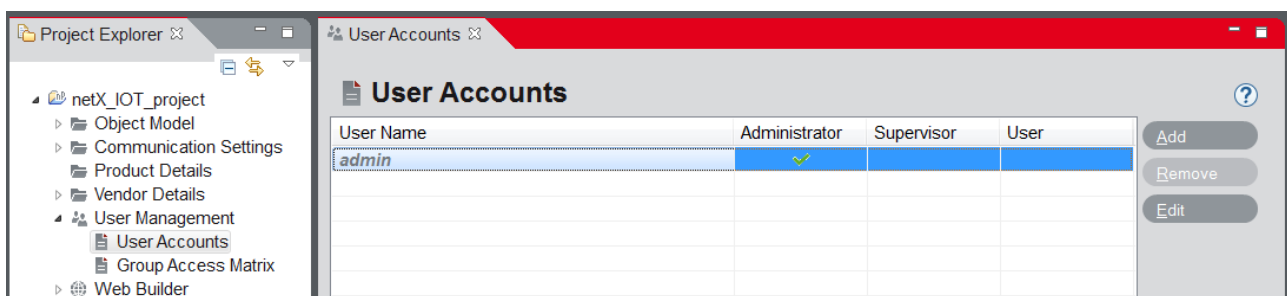 Project Explorer
netX_IOT_project
Object Model
Communication Settings
Product Details
Vendor Details
User Management
User Accounts
Group Access Matrix
Web Builder
User Accounts
User Accounts
User Name Administrator Supervisor User
admin
Add
Remove
Edit